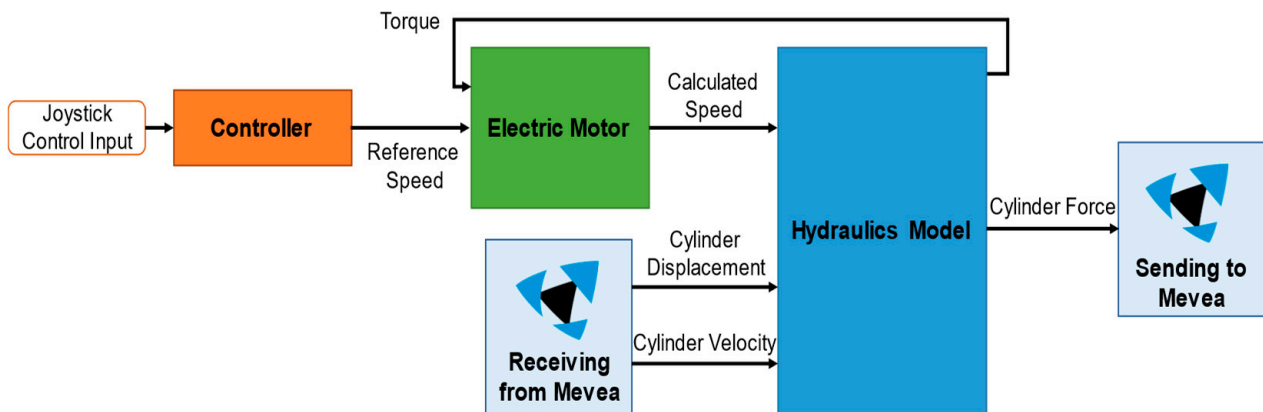 Torque
Joystick
Control Input
Controller
Reference
Speed
Electric Motor
Calculated
Speed
Hydraulics Model
Cylinder
Displacement
Cylinder Velocity
Receiving
from Mevea
Cylinder Force
Sending to
Mevea